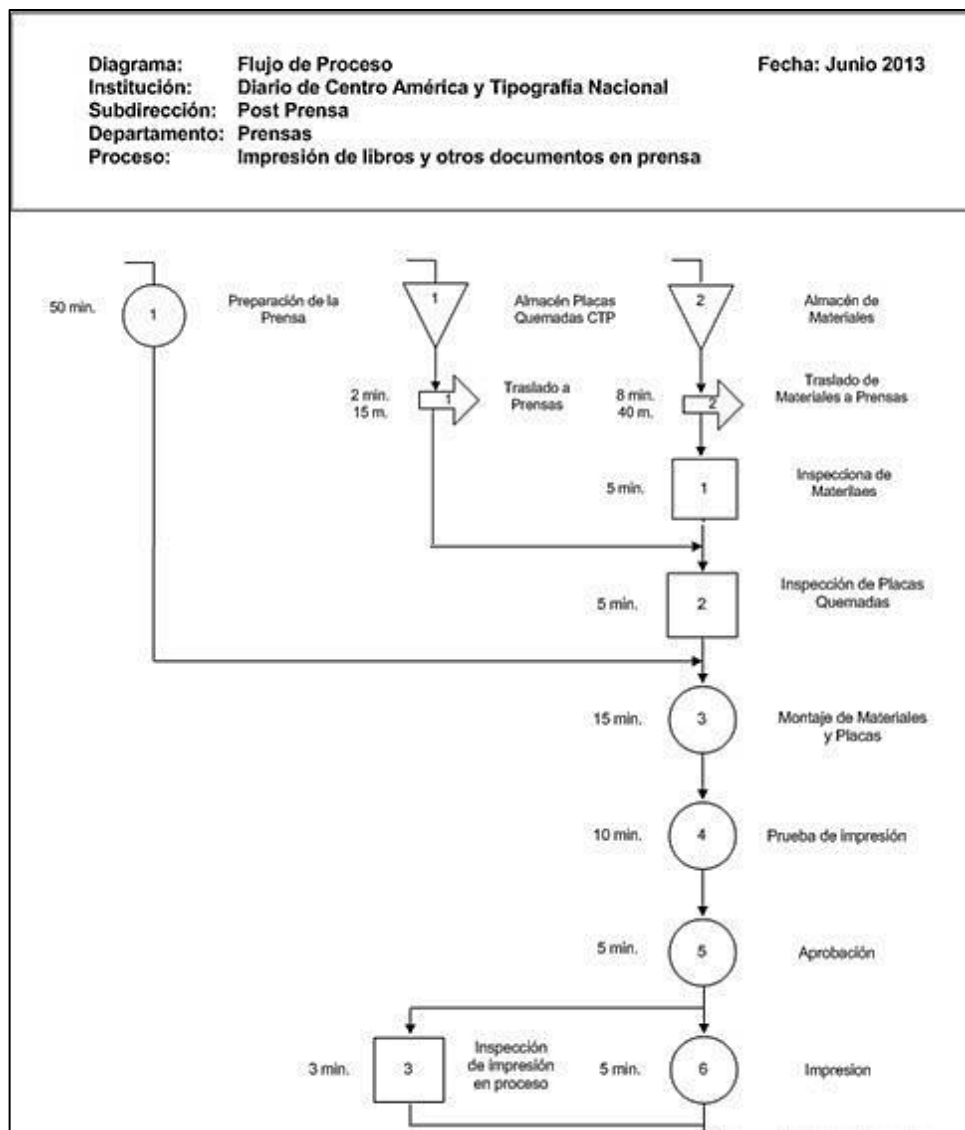 Diagrama: Flujo de Proceso Fecha: Junio 2013
Institución: Diario de Centro América y Tipografía Nacional
Subdirección: Post Prensa
Departamento: Prensas
Proceso: Impresión de libros y otros documentos en prensa
50 min.
1
Preparación de la
Prensa
1
Almacén Placas
Quemadas CTP
2
Almacén de
Materiales
2 min.
15 m.
1
Traslado a
Prensas
8 min.
40 m.
2
Traslado de
Materiales a Prensas
5 min.
1
Inspecciona de
Materilaes
5 min.
2
Inspección de Placas
Quemadas
15 min.
3
Montaje de Materiales
y Placas
10 min.
4
Prueba de impresión
5 min.
5
Aprobación
3 min.
3
Inspección
de impresión
en proceso
5 min.
6
Impresion